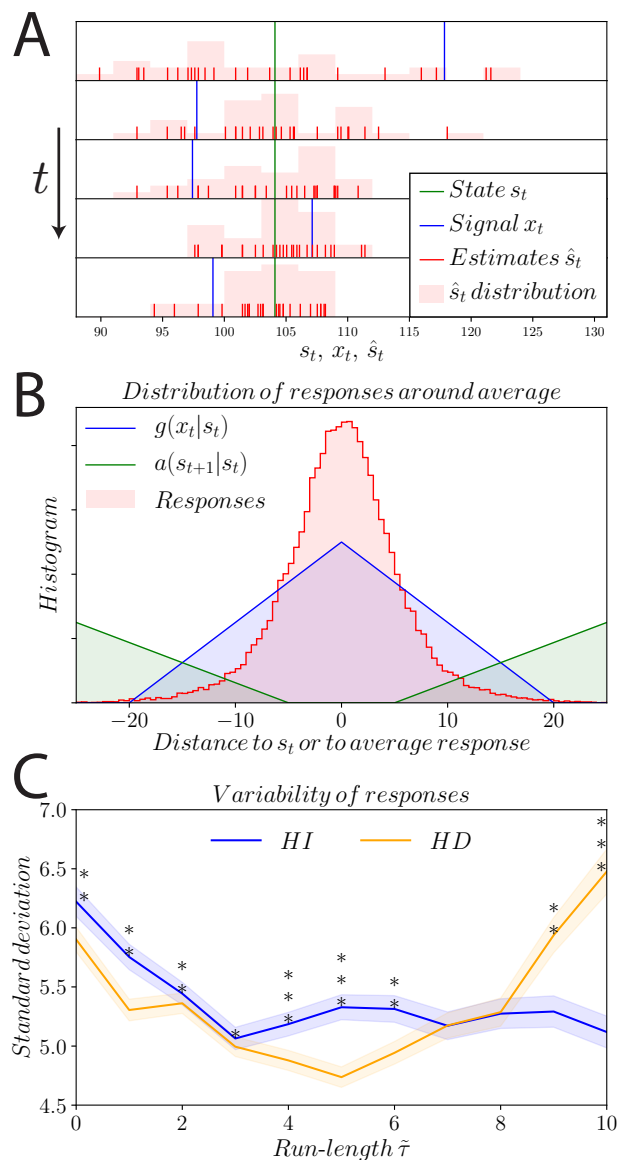 A
t
State s_t
Signal x_t
Estimates ŝ_t
ŝ_t distribution
90 95 100 105 110 115 120 125 130
s_t, x_t, ŝ_t
B
Distribution of responses around average
g(x_t|s_t)
a(s_{t+1}|s_t)
Responses
Histogram
−20 −10 0 10 20
Distance to s_t or to average response
C
Variability of responses
HI HD
7.0
6.5
6.0
5.5
5.0
4.5
Standard deviation
**
**
**
*
***
***
**
**
***
0 2 4 6 8 10
Run-length τ̃